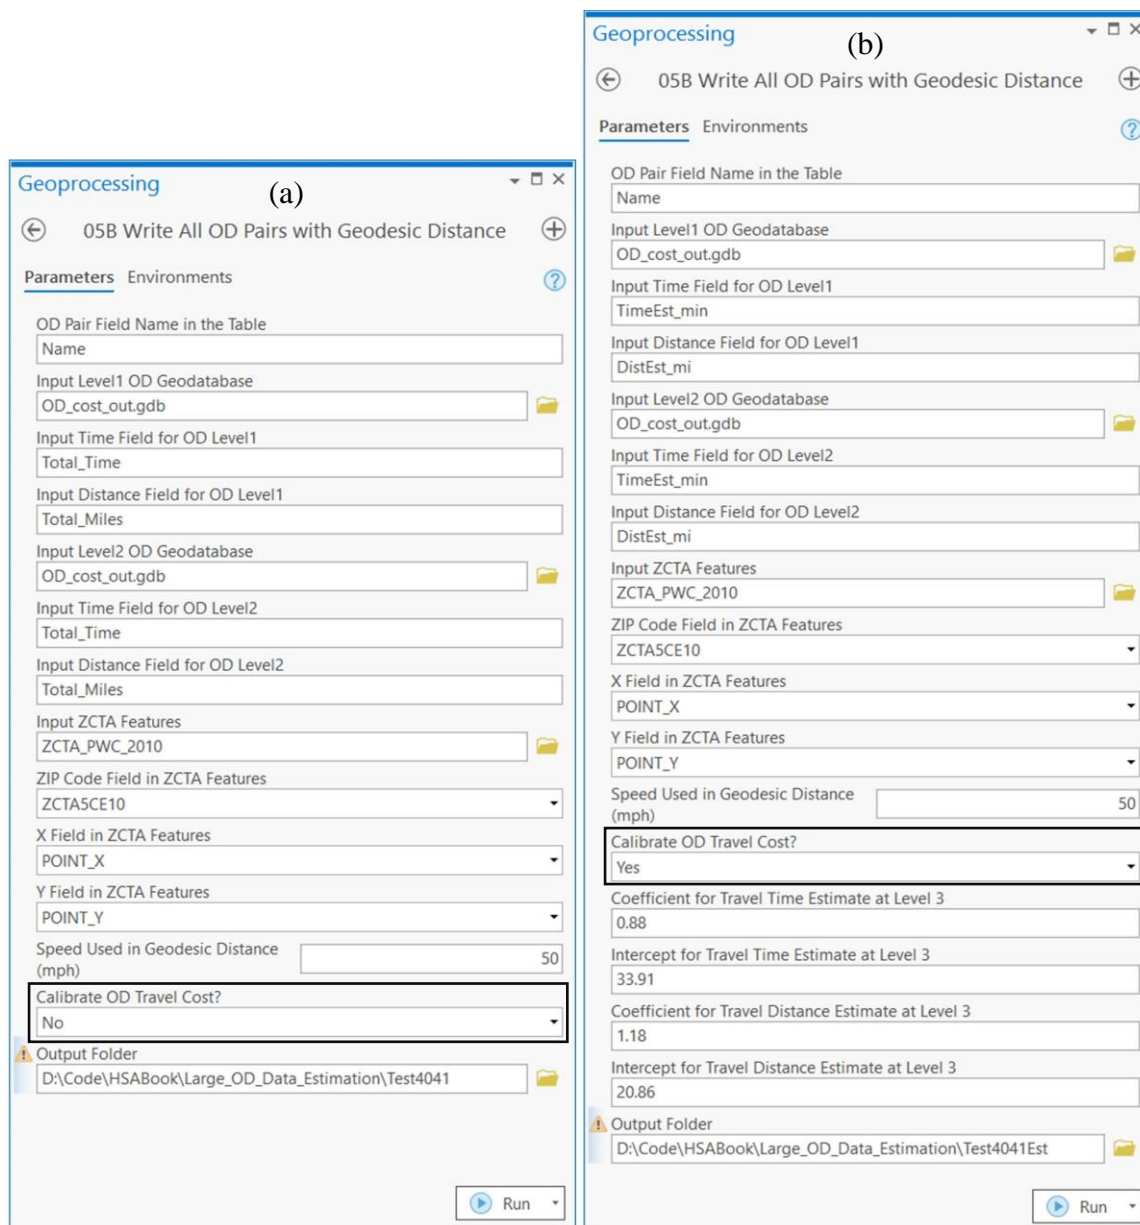 Geoprocessing
(a)
05B Write All OD Pairs with Geodesic Distance
Parameters Environments
?
OD Pair Field Name in the Table
Name
Input Level1 OD Geodatabase
OD_cost_out.gdb
Input Time Field for OD Level1
Total_Time
Input Distance Field for OD Level1
Total_Miles
Input Level2 OD Geodatabase
OD_cost_out.gdb
Input Time Field for OD Level2
Total_Time
Input Distance Field for OD Level2
Total_Miles
Input ZCTA Features
ZCTA_PWC_2010
ZIP Code Field in ZCTA Features
ZCTA5CE10
X Field in ZCTA Features
POINT_X
Y Field in ZCTA Features
POINT_Y
Speed Used in Geodesic Distance
(mph)
50
Calibrate OD Travel Cost?
No
Output Folder
D:\Code\HSABook\Large_OD_Data_Estimation\Test4041
Run
Geoprocessing
(b)
05B Write All OD Pairs with Geodesic Distance
Parameters Environments
?
OD Pair Field Name in the Table
Name
Input Level1 OD Geodatabase
OD_cost_out.gdb
Input Time Field for OD Level1
TimeEst_min
Input Distance Field for OD Level1
DistEst_mi
Input Level2 OD Geodatabase
OD_cost_out.gdb
Input Time Field for OD Level2
TimeEst_min
Input Distance Field for OD Level2
DistEst_mi
Input ZCTA Features
ZCTA_PWC_2010
ZIP Code Field in ZCTA Features
ZCTA5CE10
X Field in ZCTA Features
POINT_X
Y Field in ZCTA Features
POINT_Y
Speed Used in Geodesic Distance
(mph)
50
Calibrate OD Travel Cost?
Yes
Coefficient for Travel Time Estimate at Level 3
0.88
Intercept for Travel Time Estimate at Level 3
33.91
Coefficient for Travel Distance Estimate at Level 3
1.18
Intercept for Travel Distance Estimate at Level 3
20.86
Output Folder
D:\Code\HSABook\Large_OD_Data_Estimation\Test4041Est
Run